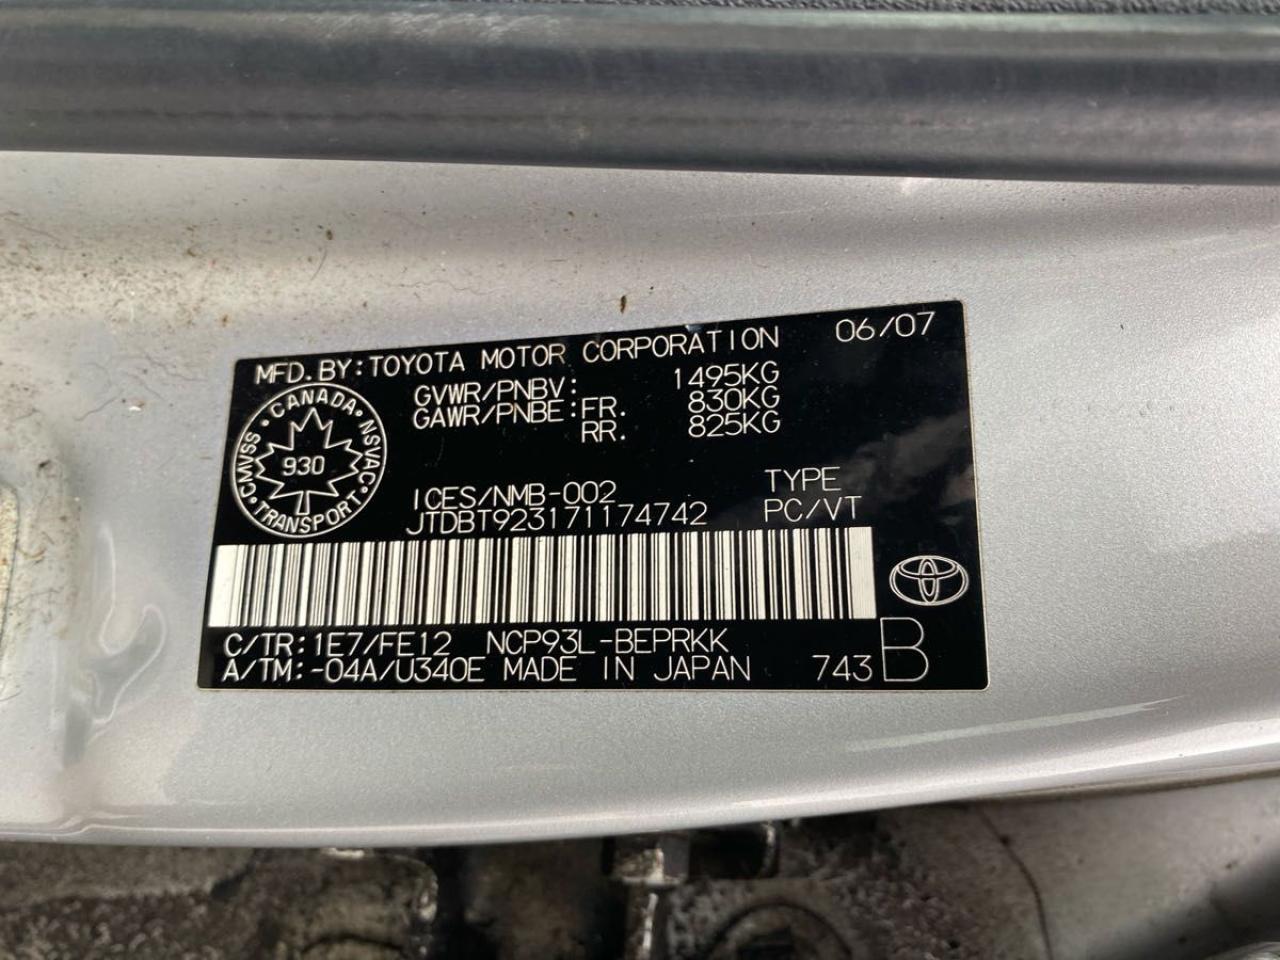 MFD. BY: TOYOTA MOTOR CORPORATION 06/07
GVWR/PNBV: 1495KG
GAWR/PNBE: FR. 830KG
RR. 825KG
CANADA
CMVSS · NSVAC
930
TRANSPORT
ICES/NMB-002 TYPE
JTDBT923171174742 PC/VT
C/TR: 1E7/FE12 NCP93L-BEPRKK
A/TM: -04A/U340E MADE IN JAPAN 743 B